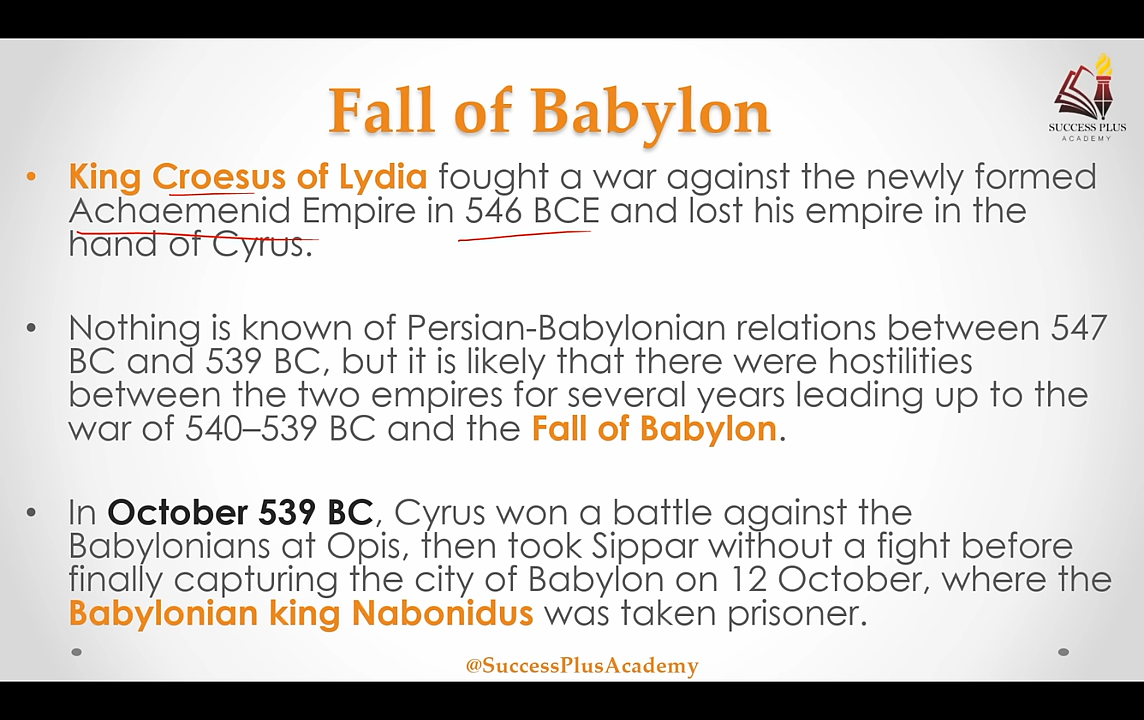 Fall of Babylon
SUCCESS PLUS
ACADEMY
• King Croesus of Lydia fought a war against the newly formed
Achaemenid Empire in 546 BCE and lost his empire in the
hand of Cyrus.
• Nothing is known of Persian-Babylonian relations between 547
BC and 539 BC, but it is likely that there were hostilities
between the two empires for several years leading up to the
war of 540–539 BC and the Fall of Babylon.
• In October 539 BC, Cyrus won a battle against the
Babylonians at Opis, then took Sippar without a fight before
finally capturing the city of Babylon on 12 October, where the
Babylonian king Nabonidus was taken prisoner.
@SuccessPlusAcademy